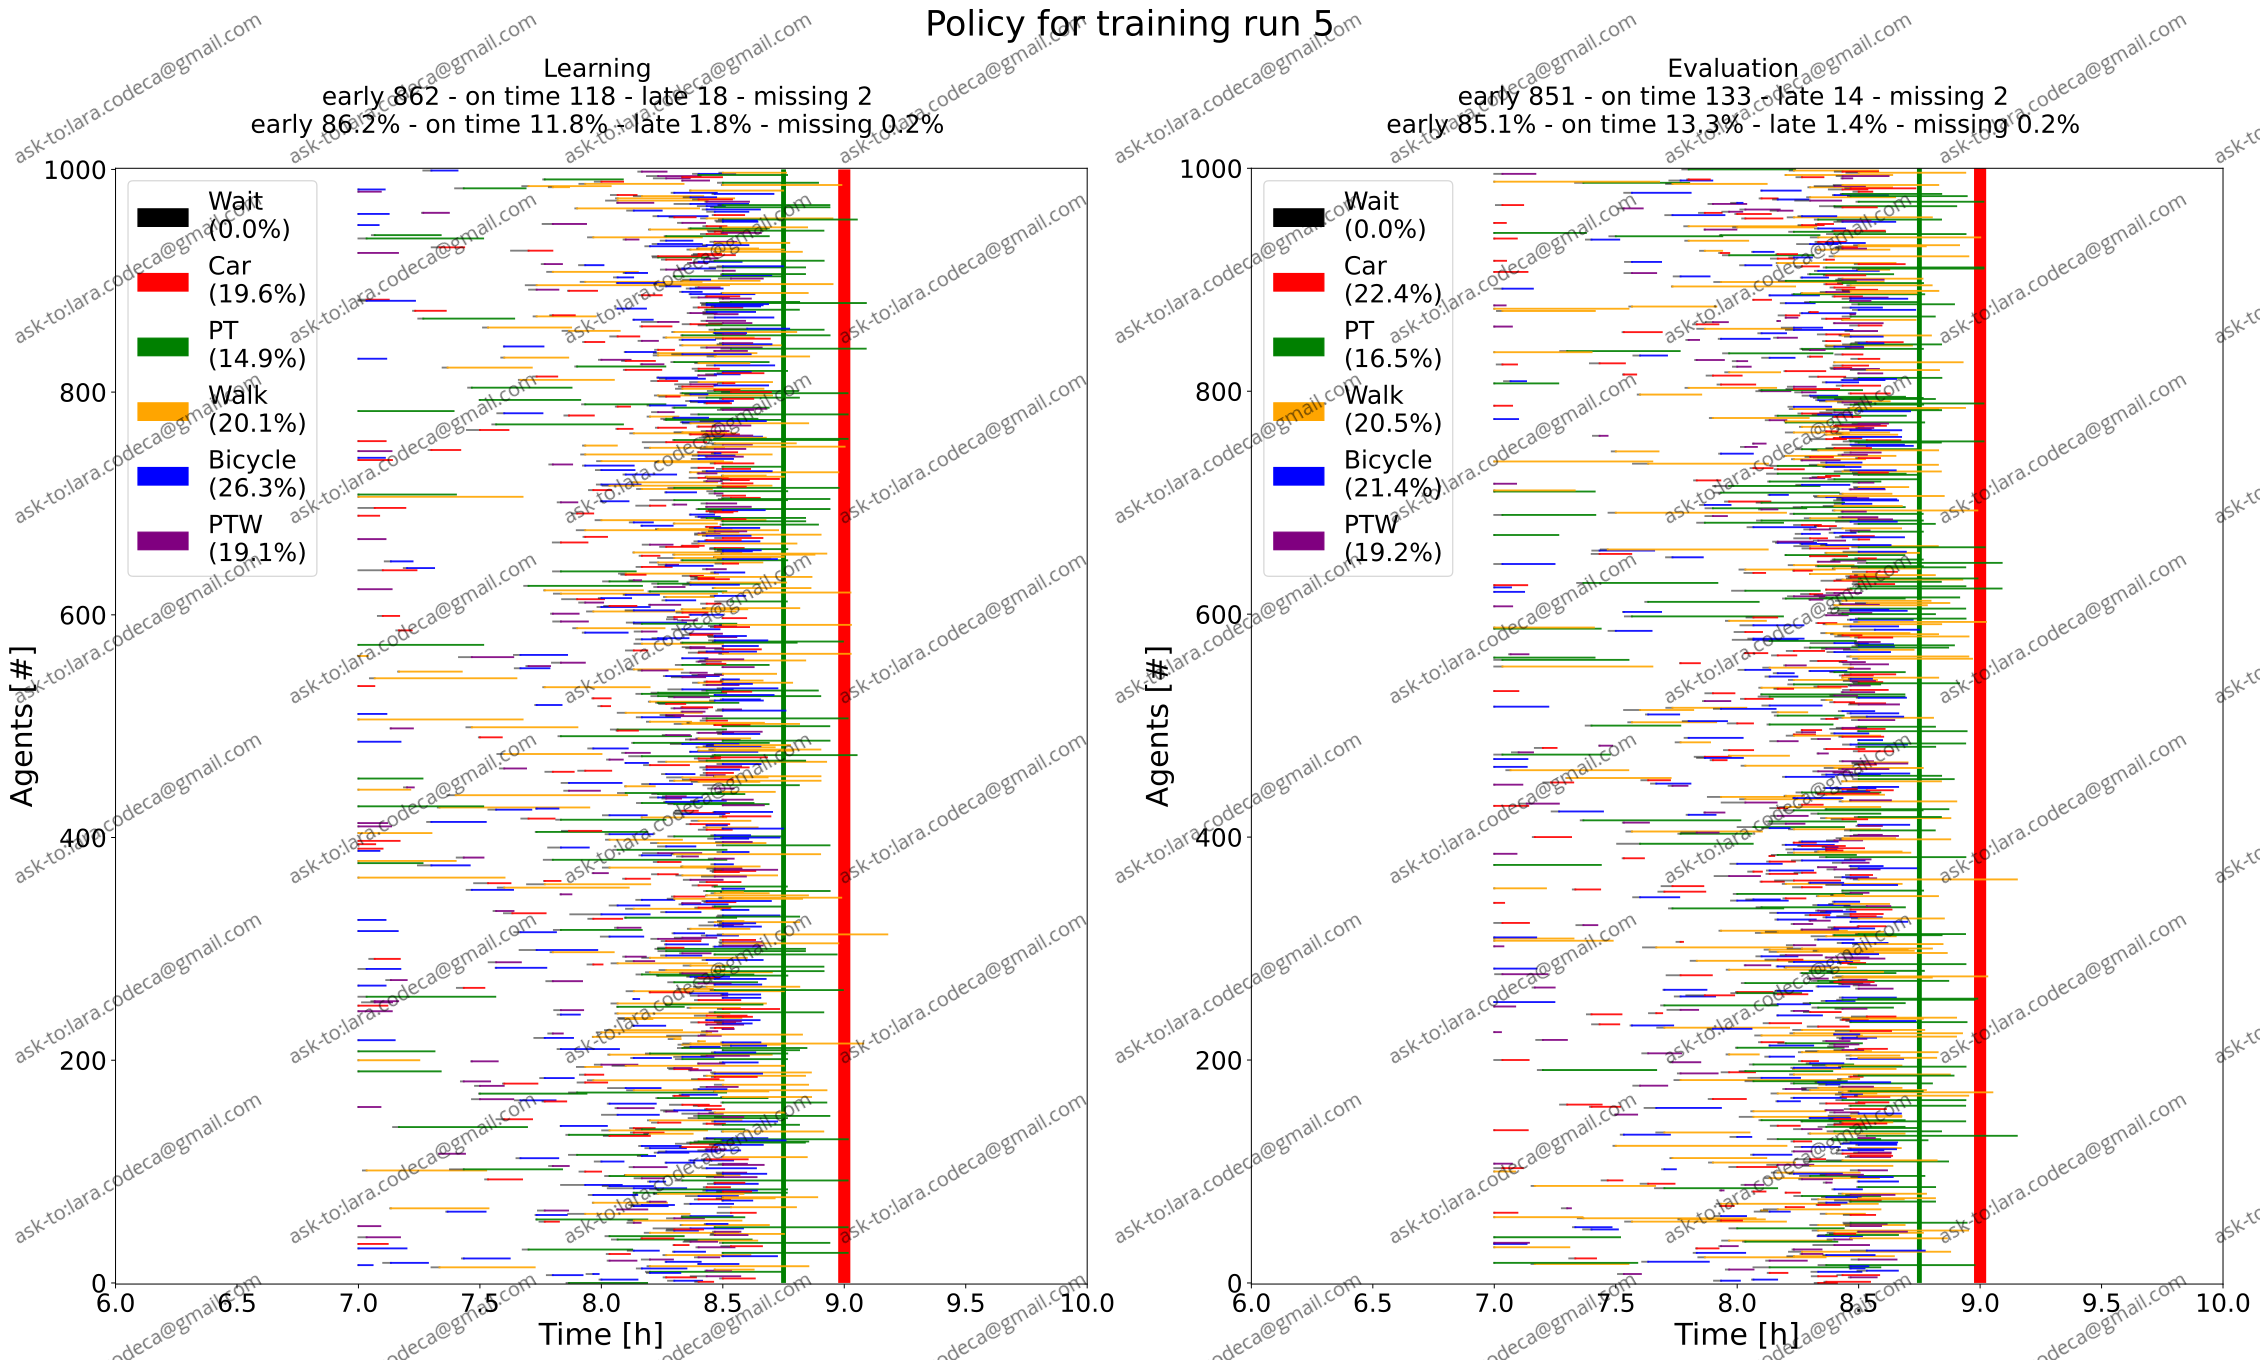 Policy for training run 5
Learning
early 862 - on time 118 - late 18 - missing 2
early 86.2% - on time 11.8% - late 1.8% - missing 0.2%
1000
800
600
400
200
0
Agents [#]
Wait
(0.0%)
Car
(19.6%)
PT
(14.9%)
Walk
(20.1%)
Bicycle
(26.3%)
PTW
(19.1%)
6.0 6.5 7.0 7.5 8.0 8.5 9.0 9.5 10.0
Time [h]
Evaluation
early 851 - on time 133 - late 14 - missing 2
early 85.1% - on time 13.3% - late 1.4% - missing 0.2%
1000
800
600
400
200
0
Agents [#]
Wait
(0.0%)
Car
(22.4%)
PT
(16.5%)
Walk
(20.5%)
Bicycle
(21.4%)
PTW
(19.2%)
6.0 6.5 7.0 7.5 8.0 8.5 9.0 9.5 10.0
Time [h]
ask-to:lara.codeca@gmail.com